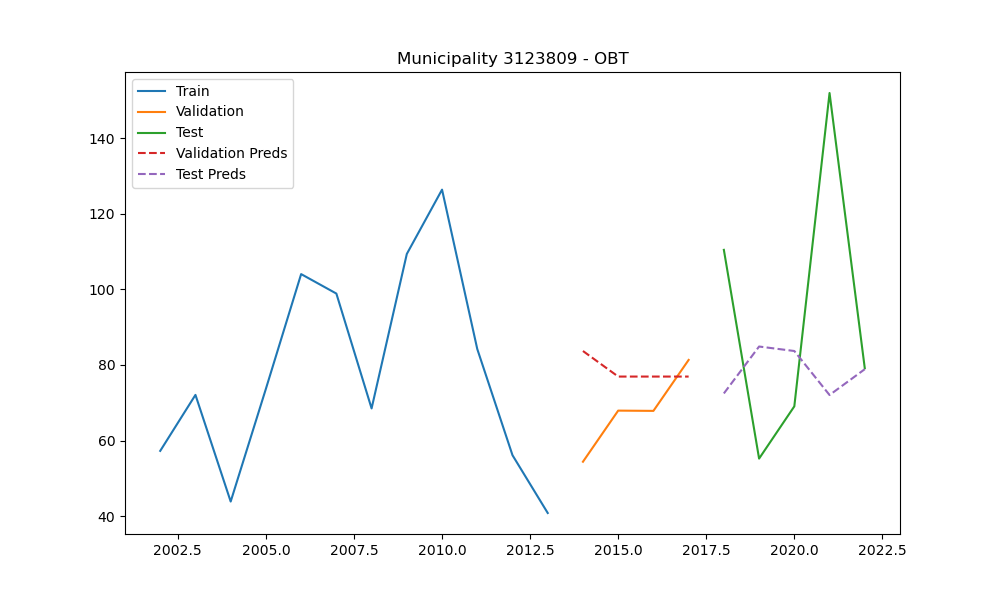 Municipality 3123809 - OBT
Train
Validation
Test
Validation Preds
Test Preds
140
120
100
80
60
40
2002.5 2005.0 2007.5 2010.0 2012.5 2015.0 2017.5 2020.0 2022.5